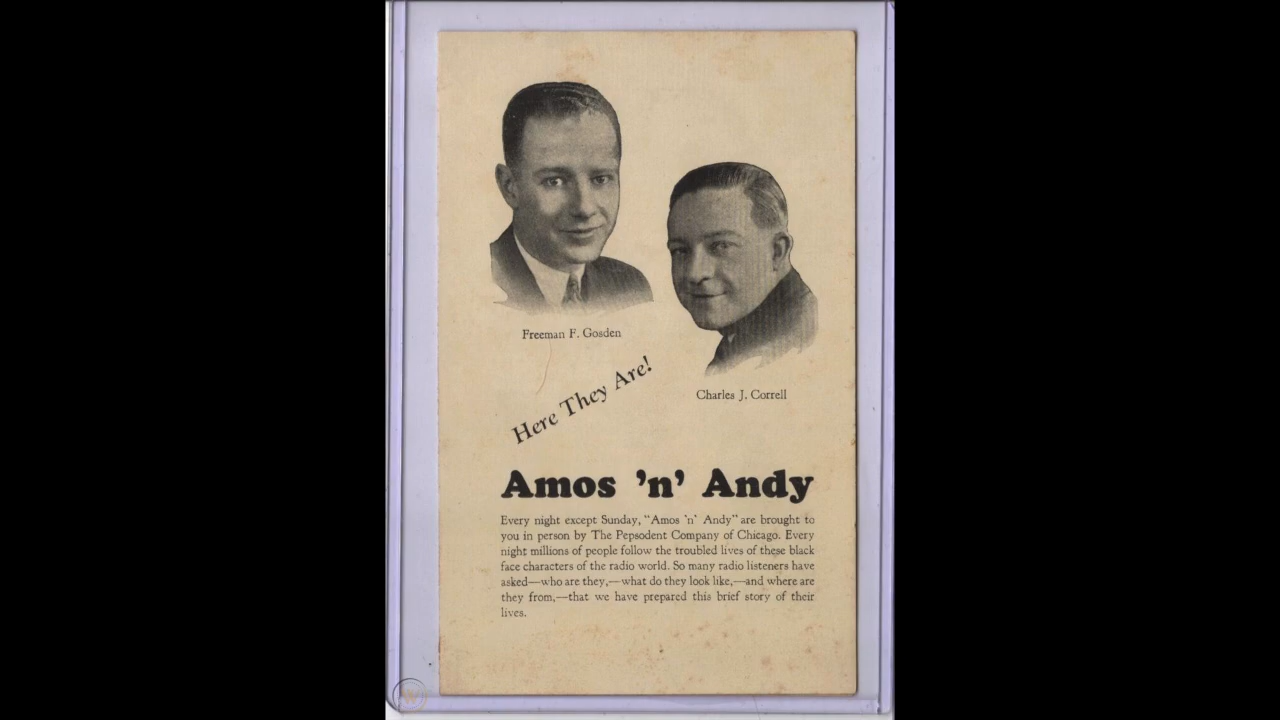 Freeman F. Gosden
Charles J. Correll
Here They Are!
Amos 'n' Andy
Every night except Sunday, "Amos 'n' Andy" are brought to
you in person by The Pepsodent Company of Chicago. Every
night millions of people follow the troubled lives of these black
face characters of the radio world. So many radio listeners have
asked—who are they,—what do they look like,—and where are
they from,—that we have prepared this brief story of their
lives.